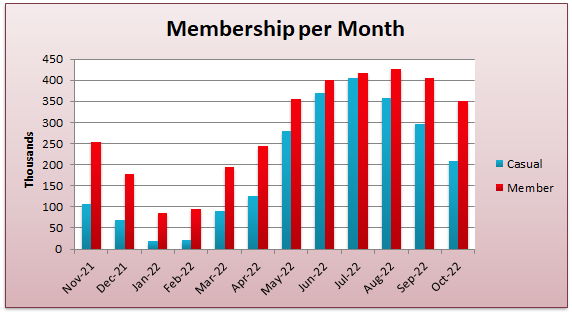 Membership per Month
Thousands
450
400
350
300
250
200
150
100
50
0
Nov-21
Dec-21
Jan-22
Feb-22
Mar-22
Apr-22
May-22
Jun-22
Jul-22
Aug-22
Sep-22
Oct-22
Casual
Member